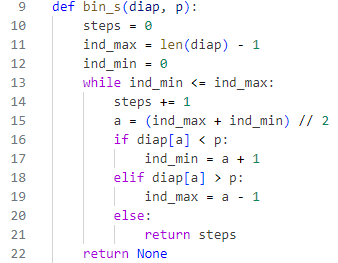 9 def bin_s(diap, p):
10 steps = 0
11 ind_max = len(diap) - 1
12 ind_min = 0
13 while ind_min <= ind_max:
14 steps += 1
15 a = (ind_max + ind_min) // 2
16 if diap[a] < p:
17 ind_min = a + 1
18 elif diap[a] > p:
19 ind_max = a - 1
20 else:
21 return steps
22 return None